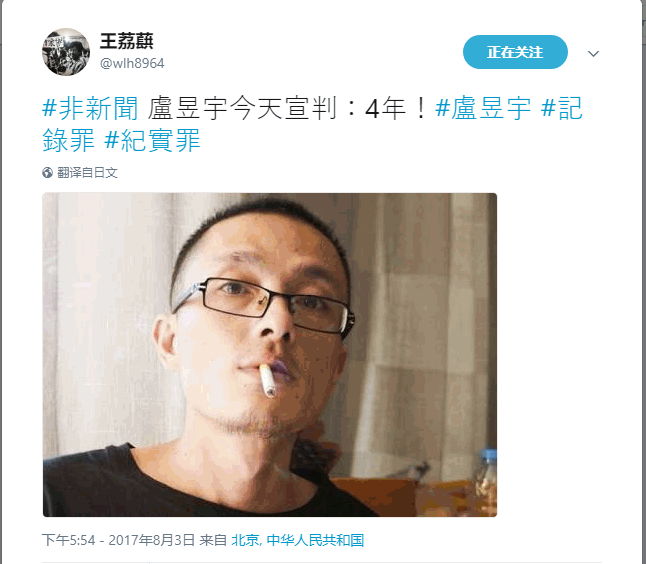 王荔蕻
@wlh8964
正在关注
#非新聞 盧昱宇今天宣判：4年！#盧昱宇 #記
錄罪 #紀實罪
翻译自日文
下午5:54 - 2017年8月3日 来自 北京, 中华人民共和国